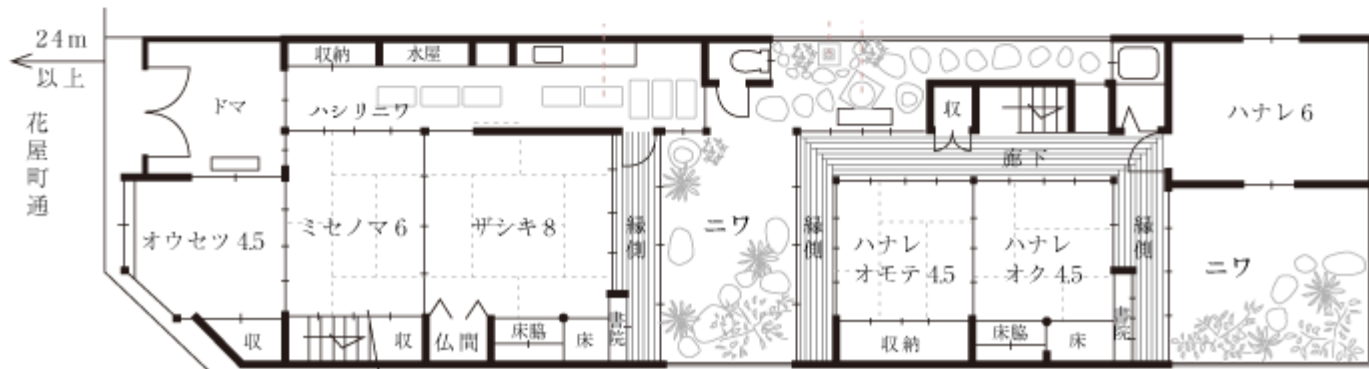 24m
以上
花屋町通
ドマ
収納
水屋
ハシリニワ
オウセツ 4.5
ミセノマ 6
ザシキ 8
収
収
仏間
床脇
床
書院
縁側
ニワ
縁側
収
廊下
ハナレ
オモテ 4.5
ハナレ
オク 4.5
収納
床脇
床
書院
縁側
ハナレ 6
ニワ